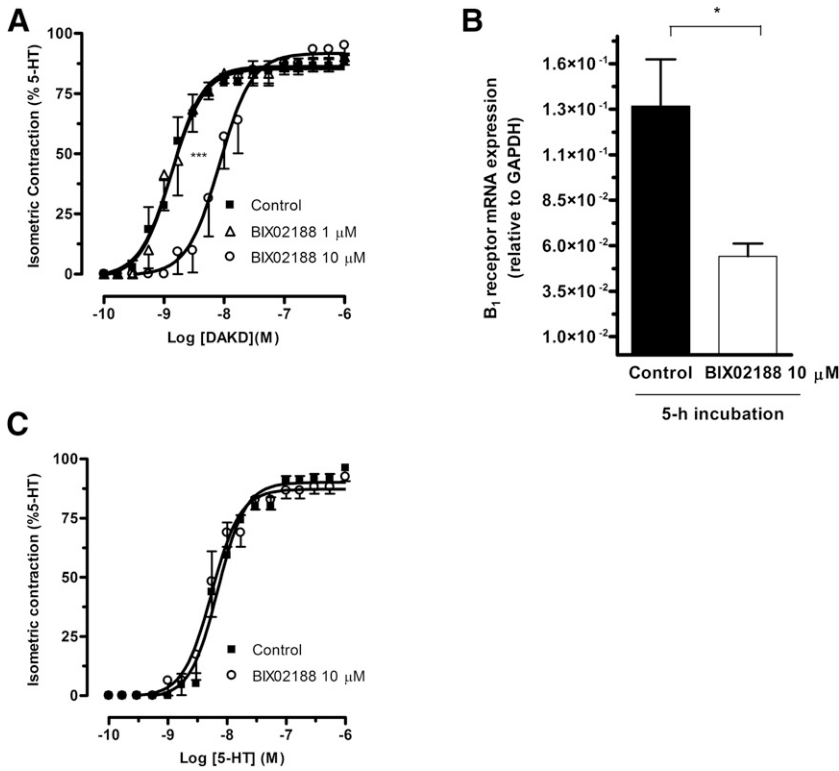 A
Isometric Contraction (% 5-HT)
100
75
50
25
0
***
Control
BIX02188 1 μM
BIX02188 10 μM
-10
-9
-8
-7
-6
Log [DAKD](M)
B
*
B1 receptor mRNA expression
(relative to GAPDH)
1.6×10-1
1.3×10-1
1.1×10-1
8.5×10-2
6.0×10-2
3.5×10-2
1.0×10-2
Control
BIX02188 10 μM
5-h incubation
C
Isometric contraction (%5-HT)
100
75
50
25
0
Control
BIX02188 10 μM
-10
-9
-8
-7
-6
Log [5-HT] (M)